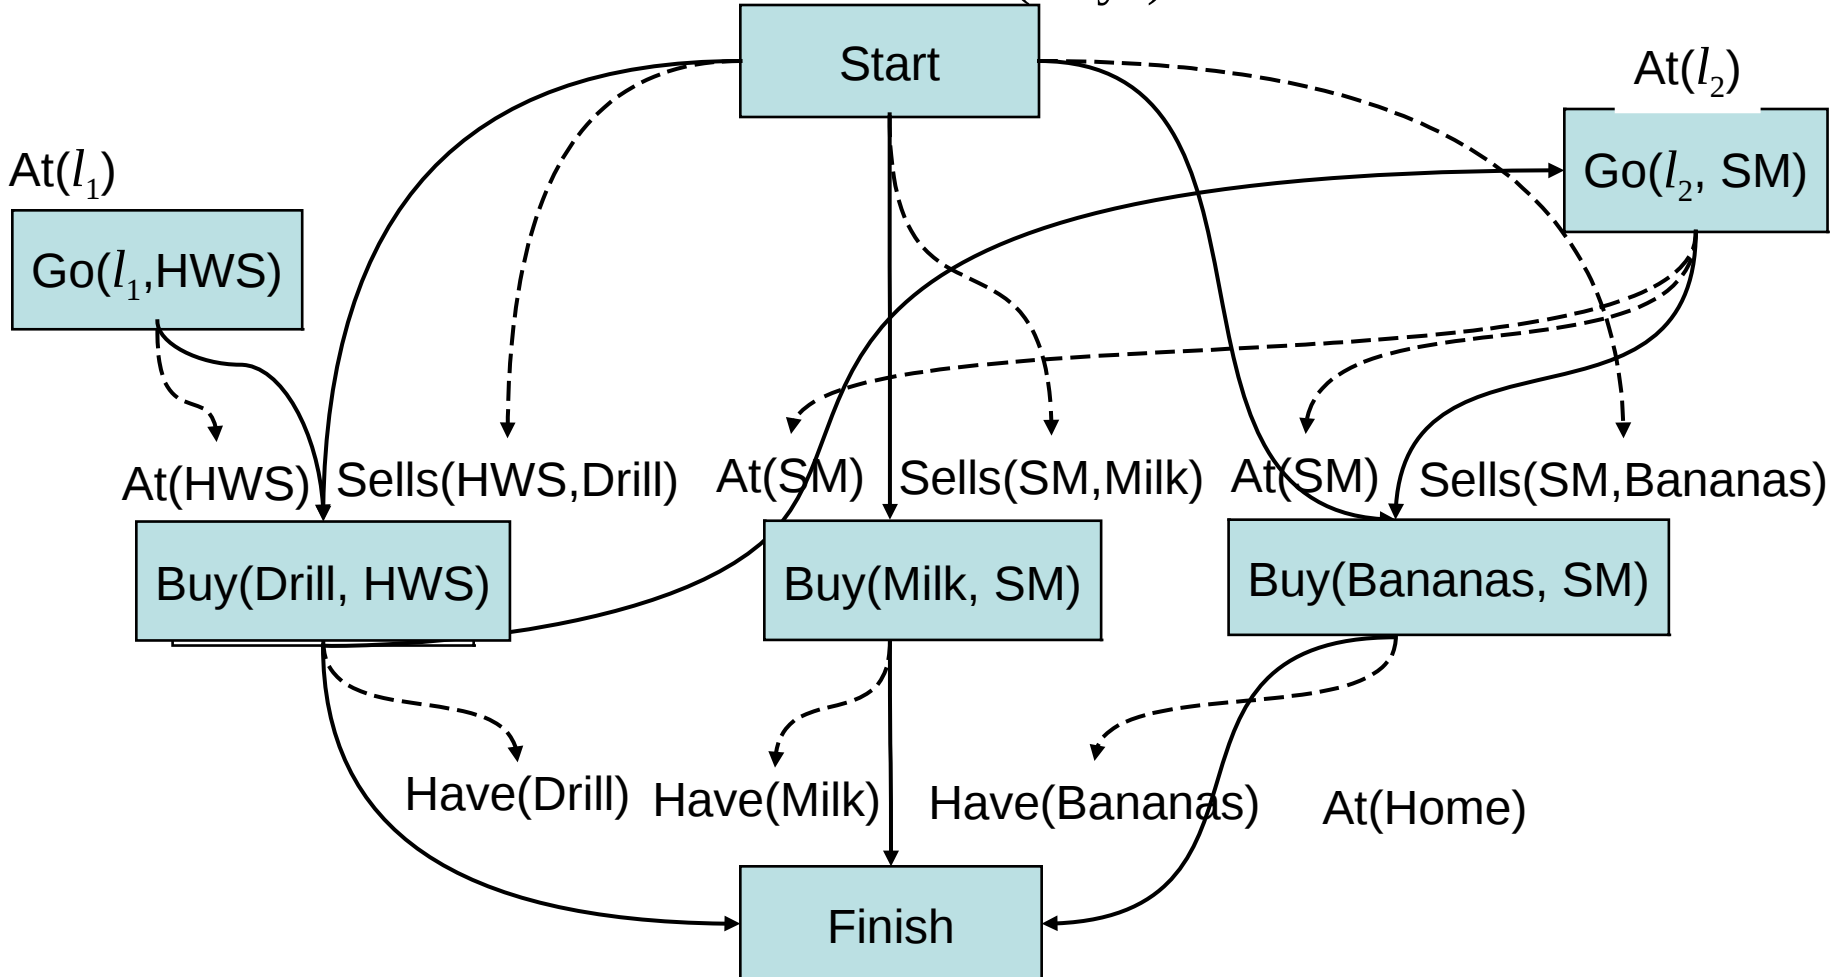 Start
At(l₂)
Go(l₂, SM)
At(l₁)
Go(l₁,HWS)
At(HWS) Sells(HWS,Drill) At(SM) Sells(SM,Milk) At(SM) Sells(SM,Bananas)
Buy(Drill, HWS) Buy(Milk, SM) Buy(Bananas, SM)
Have(Drill) Have(Milk) Have(Bananas) At(Home)
Finish